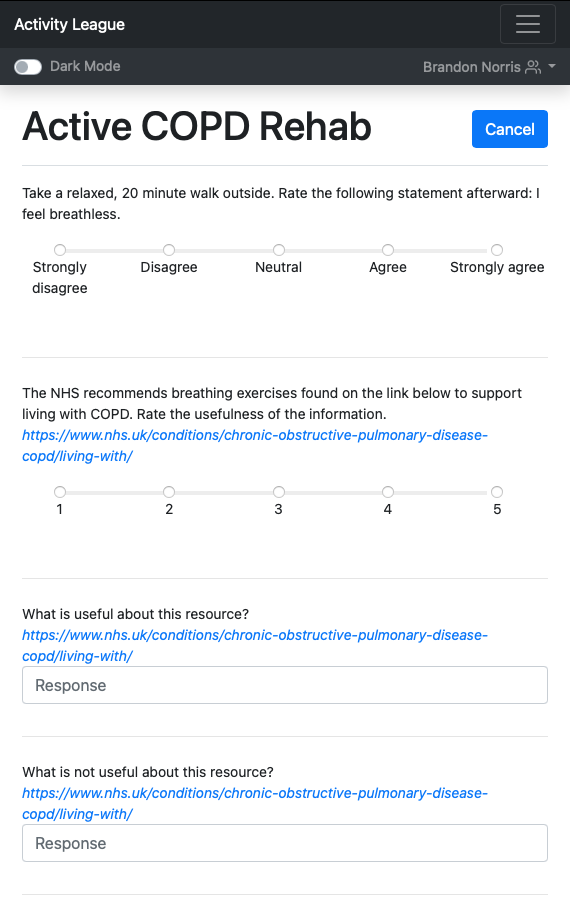 Activity League
Dark Mode
Brandon Norris
Active COPD Rehab
Cancel
Take a relaxed, 20 minute walk outside. Rate the following statement afterward: I
feel breathless.
Strongly disagree
Disagree
Neutral
Agree
Strongly agree
The NHS recommends breathing exercises found on the link below to support
living with COPD. Rate the usefulness of the information.
https://www.nhs.uk/conditions/chronic-obstructive-pulmonary-disease-
copd/living-with/
1 2 3 4 5
What is useful about this resource?
https://www.nhs.uk/conditions/chronic-obstructive-pulmonary-disease-
copd/living-with/
Response
What is not useful about this resource?
https://www.nhs.uk/conditions/chronic-obstructive-pulmonary-disease-
copd/living-with/
Response